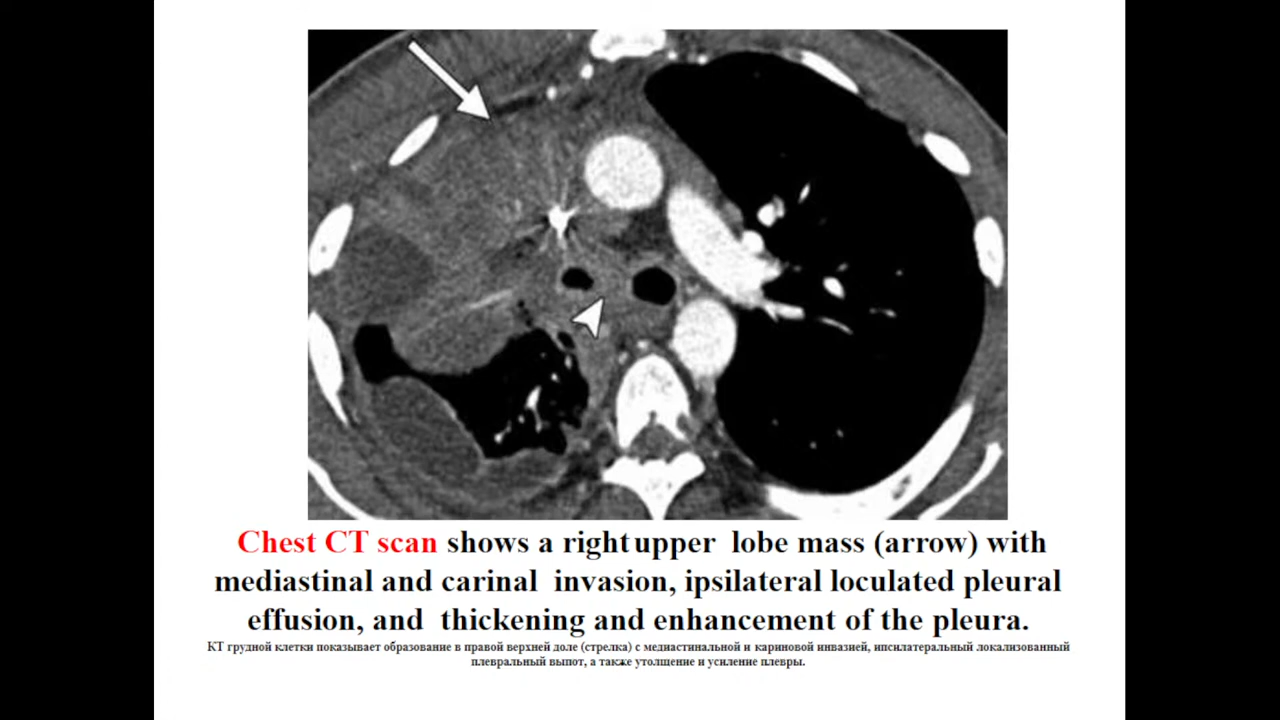 Chest CT scan shows a right upper lobe mass (arrow) with
mediastinal and carinal invasion, ipsilateral loculated pleural
effusion, and thickening and enhancement of the pleura.
КТ грудной клетки показывает образование в правой верхней доле (стрелка) с медиастинальной и кариновой инвазией, ипсилатеральный локализованный
плевральный выпот, а также утолщение и усиление плевры.